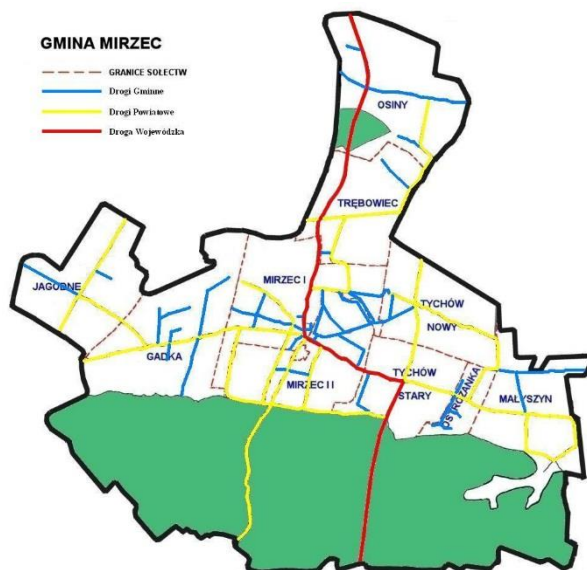 GMINA MIRZEC
GRANICE SOŁECTW
Drogi Gminne
Drogi Powiatowe
Droga Wojewódzka
OSINY
TRĘBOWIEC
MIRZEC I
JAGODNE
TYCHÓW
NOWY
GADKA
MIRZEC II
TYCHÓW
STARY
OSTROŻANKA
MAŁYSZYN